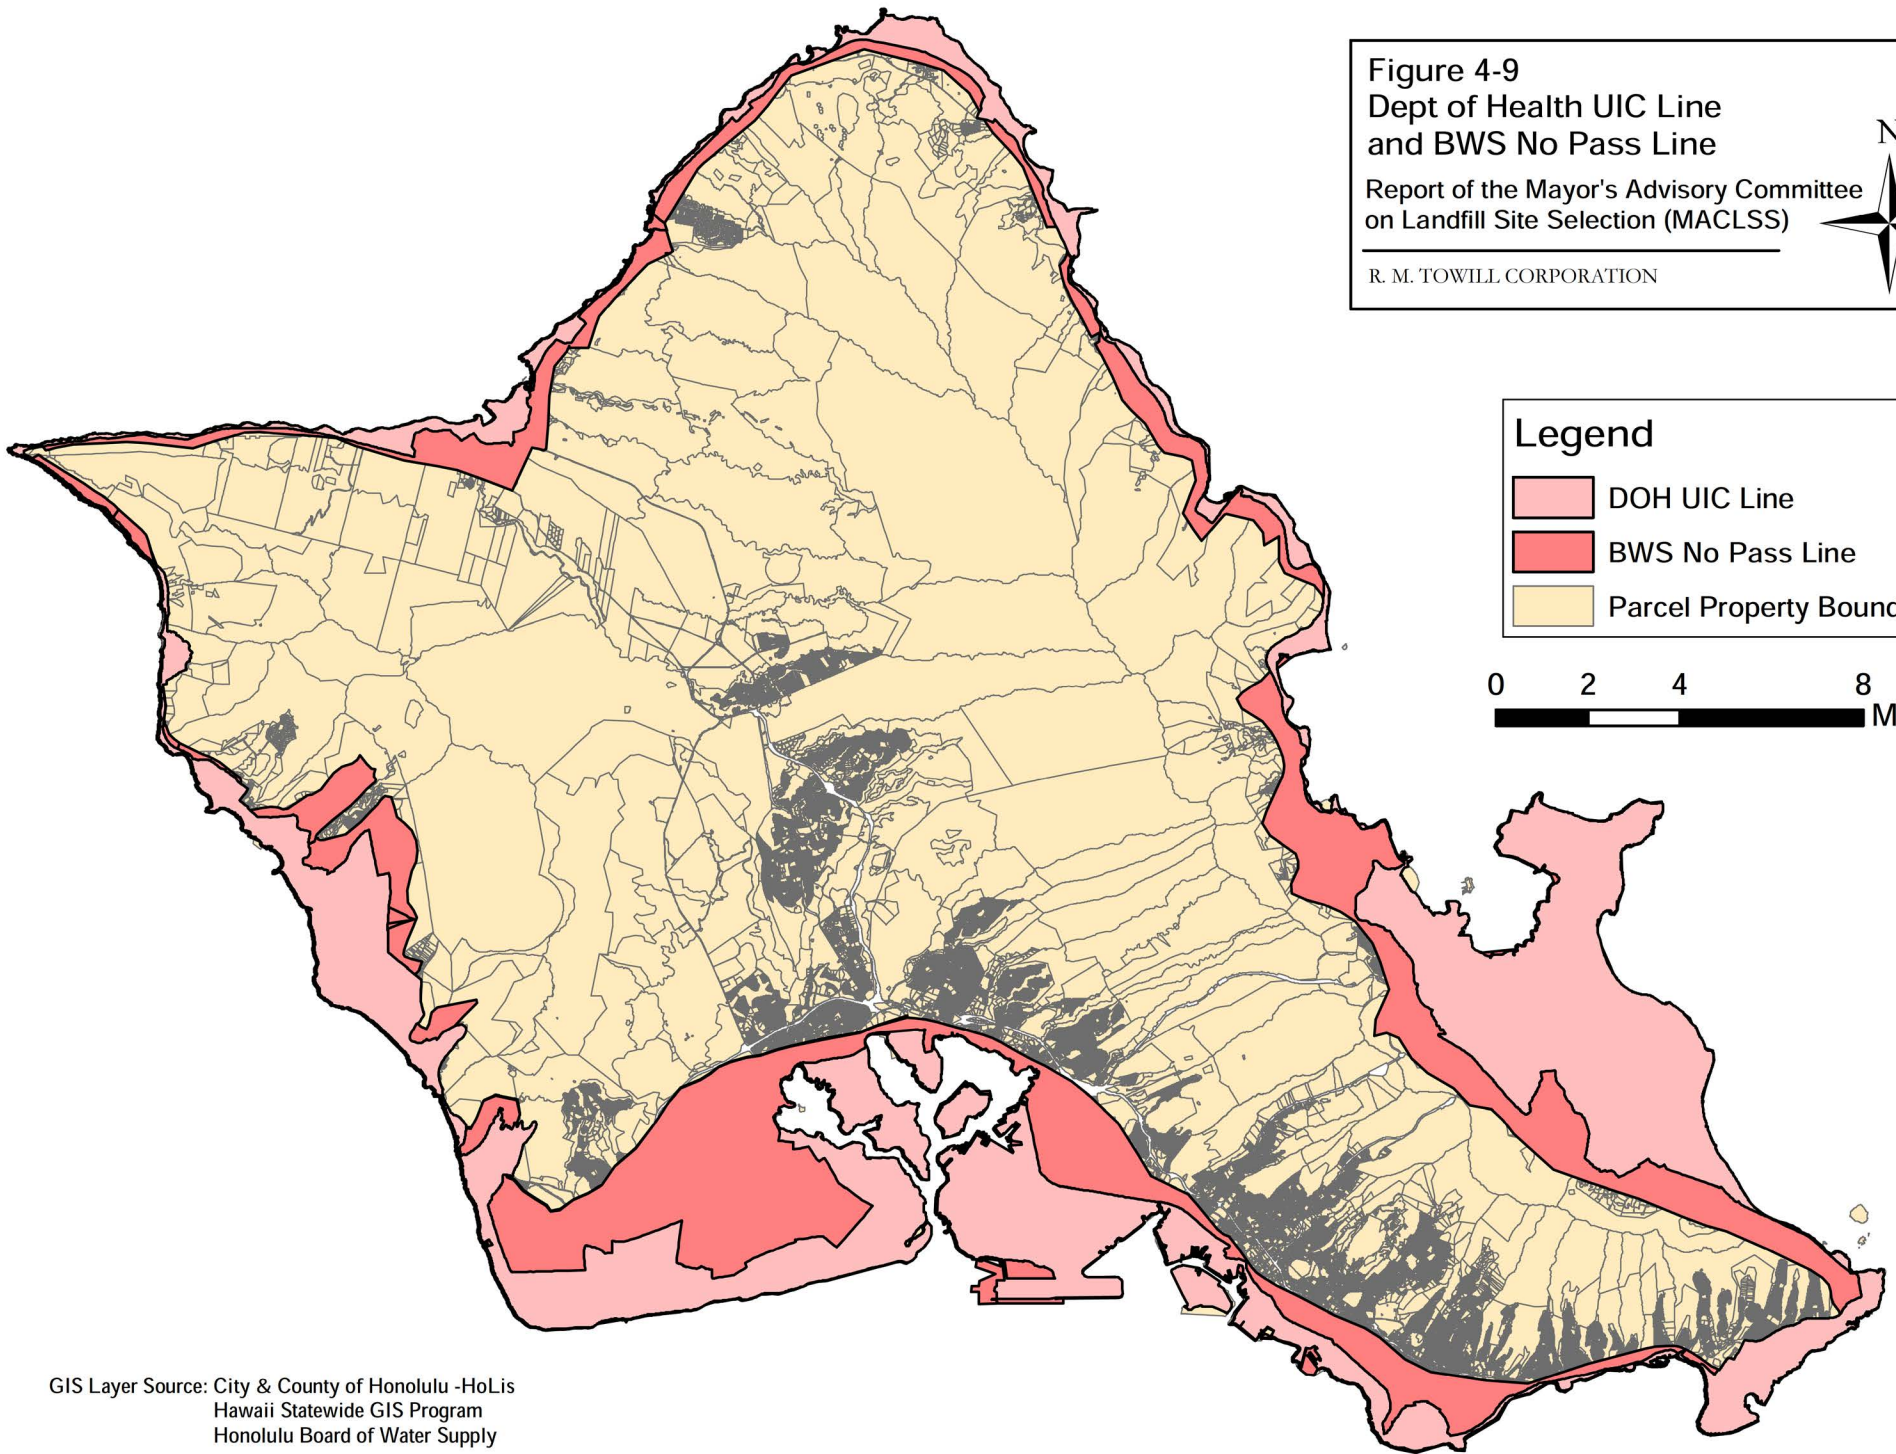 Figure 4-9
Dept of Health UIC Line
and BWS No Pass Line
Report of the Mayor's Advisory Committee
on Landfill Site Selection (MACLSS)
R. M. TOWILL CORPORATION
N
Legend
DOH UIC Line
BWS No Pass Line
Parcel Property Bound
0 2 4 8
M
GIS Layer Source: City & County of Honolulu -HoLis
Hawaii Statewide GIS Program
Honolulu Board of Water Supply